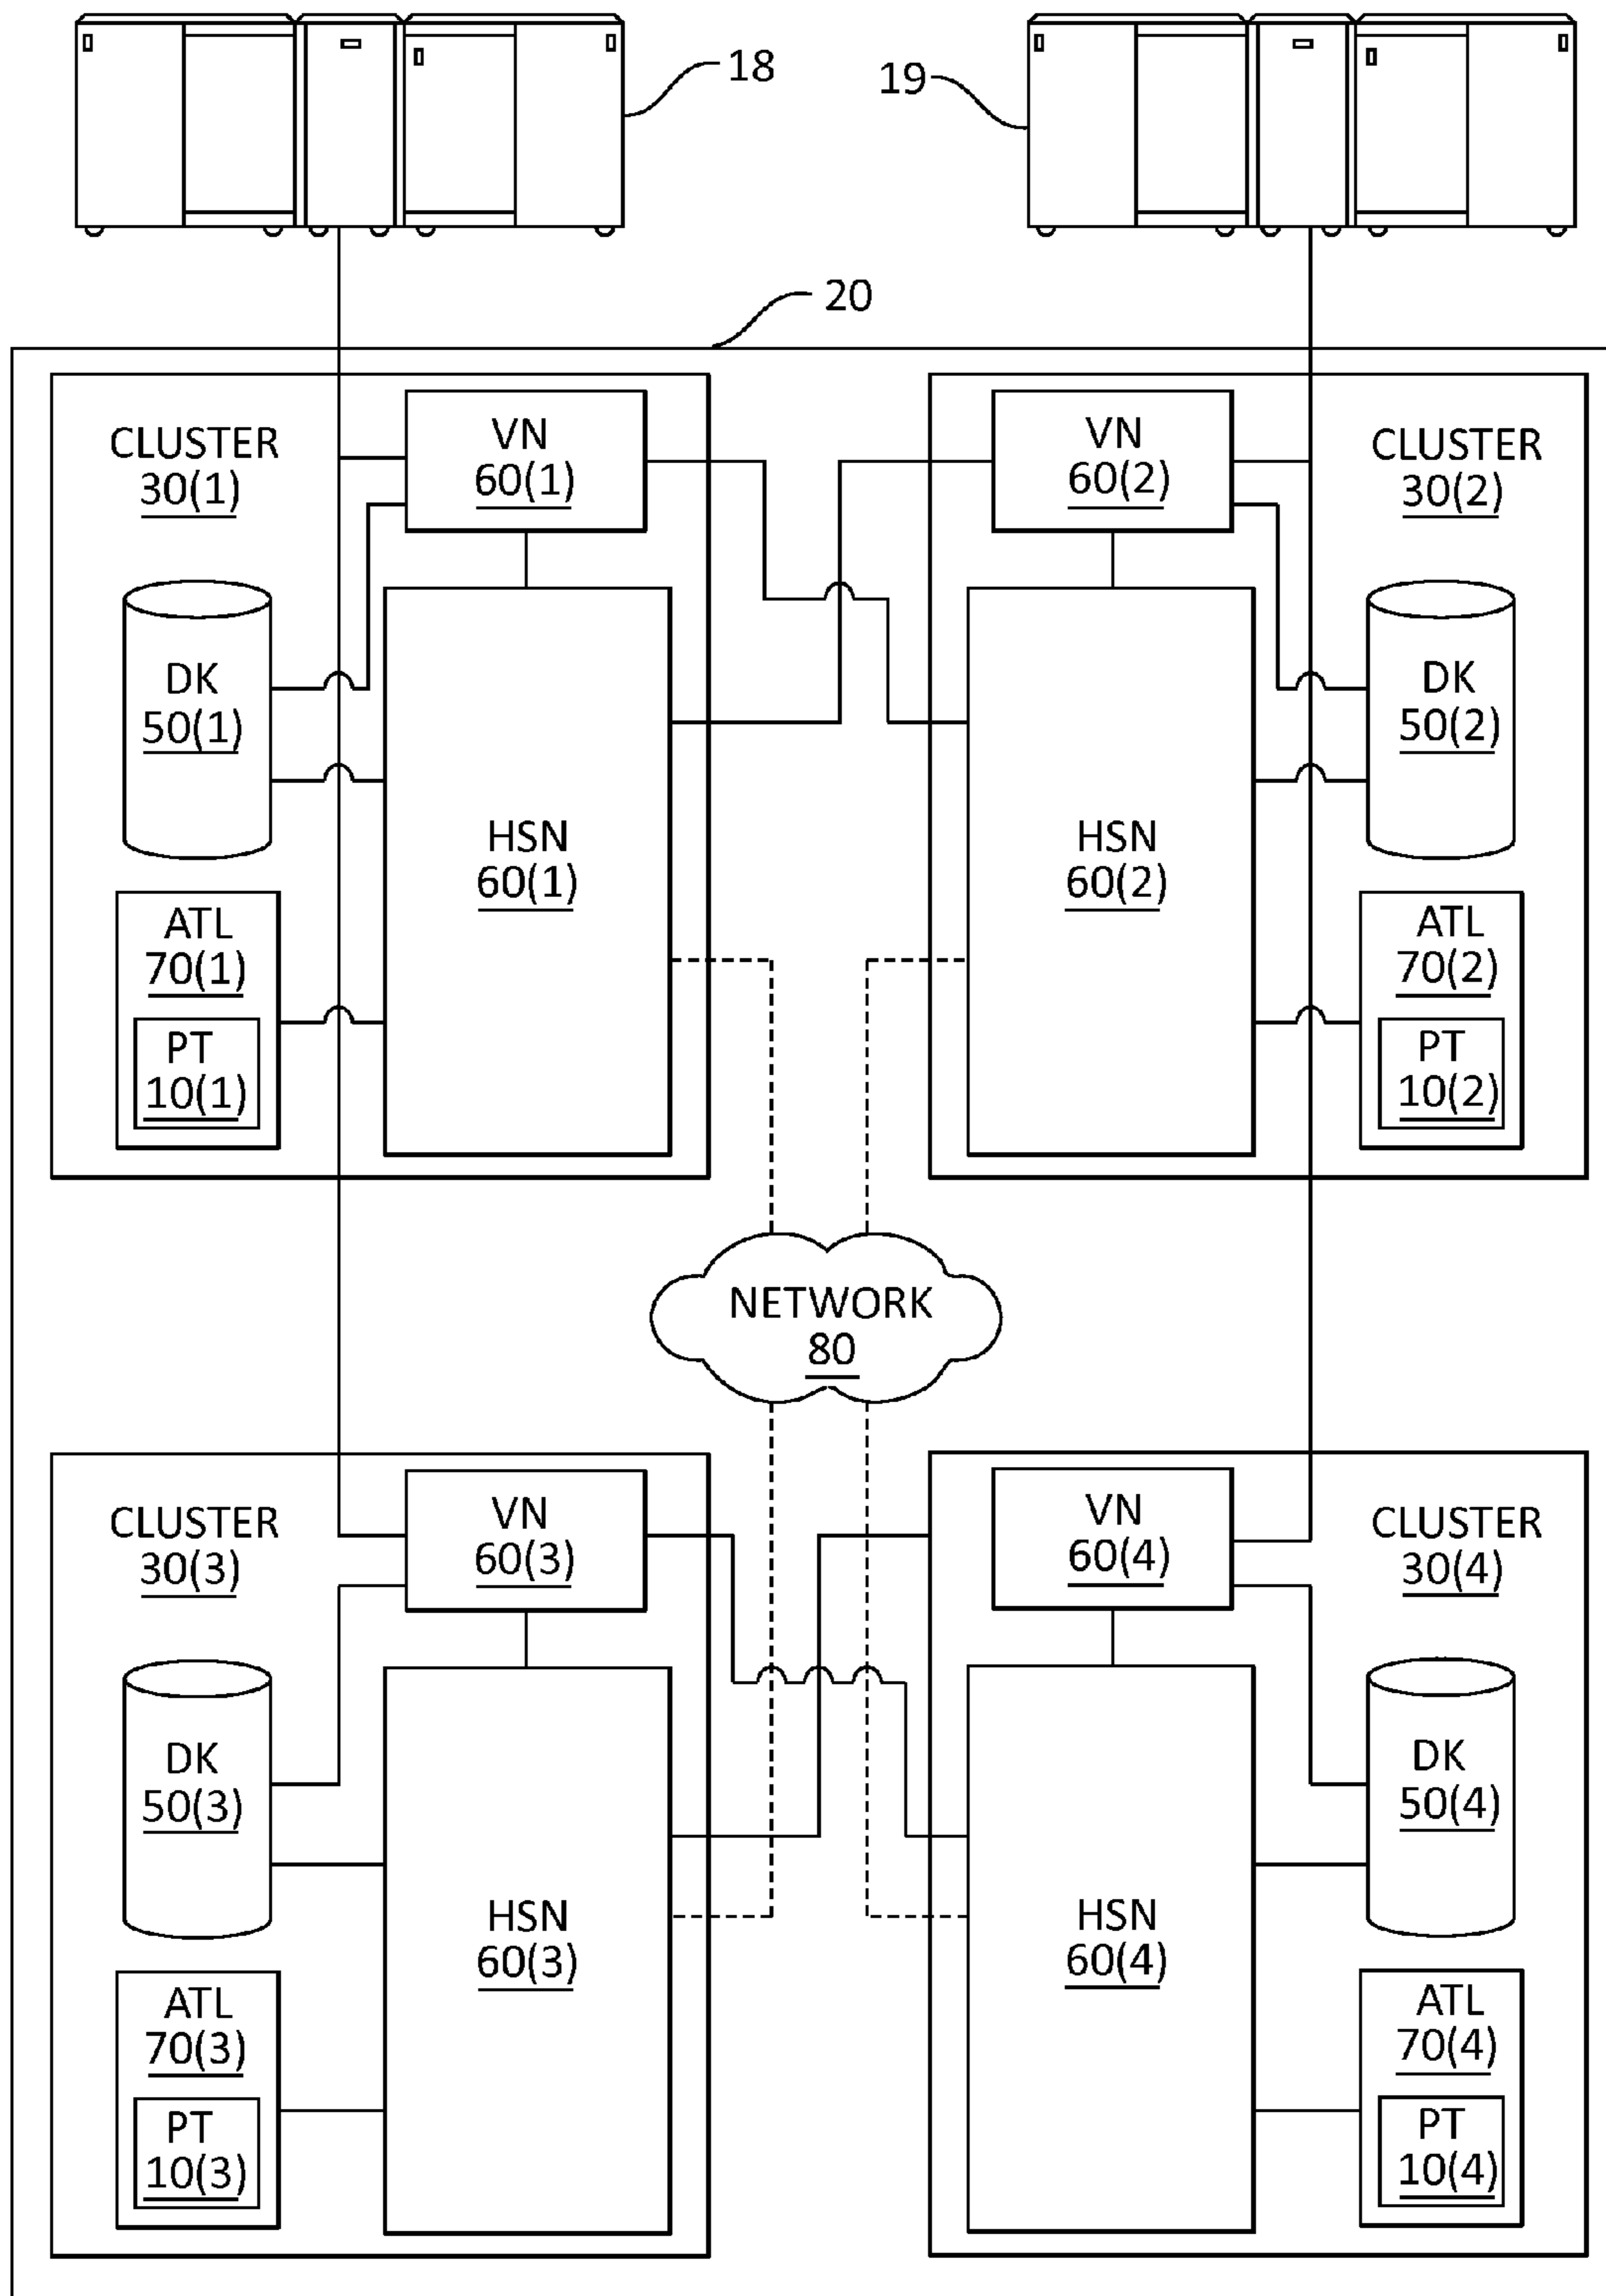 18
19
20
CLUSTER
30(1)
VN
60(1)
DK
50(1)
HSN
60(1)
ATL
70(1)
PT
10(1)
VN
60(2)
CLUSTER
30(2)
DK
50(2)
HSN
60(2)
ATL
70(2)
PT
10(2)
NETWORK
80
CLUSTER
30(3)
VN
60(3)
DK
50(3)
HSN
60(3)
ATL
70(3)
PT
10(3)
VN
60(4)
CLUSTER
30(4)
DK
50(4)
HSN
60(4)
ATL
70(4)
PT
10(4)